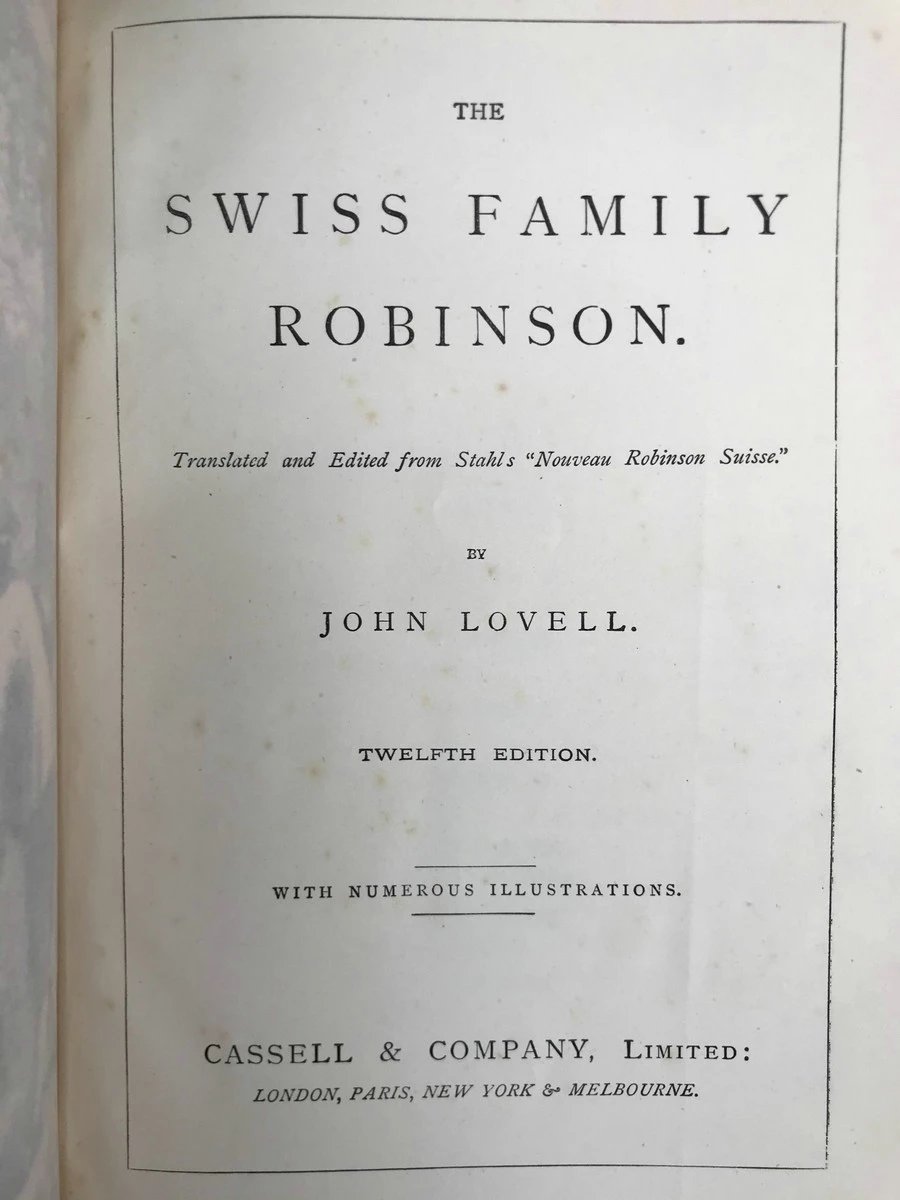 THE
SWISS FAMILY
ROBINSON.
Translated and Edited from Stahl's "Nouveau Robinson Suisse."
BY
JOHN LOVELL.
TWELFTH EDITION.
WITH NUMEROUS ILLUSTRATIONS.
CASSELL & COMPANY, LIMITED:
LONDON, PARIS, NEW YORK & MELBOURNE.